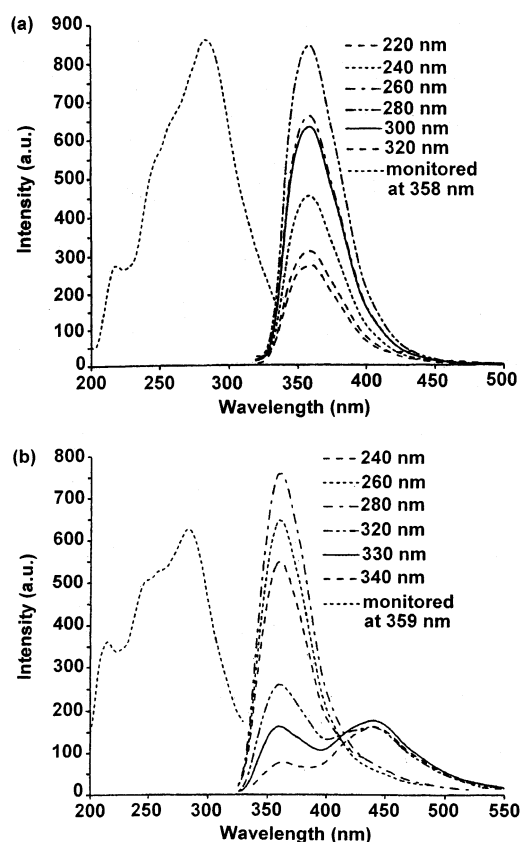 (a)
900
800
700
600
500
400
300
200
100
0
Intensity (a.u.)
220 nm
240 nm
260 nm
280 nm
300 nm
320 nm
monitored
at 358 nm
200 250 300 350 400 450 500
Wavelength (nm)
(b)
800
700
600
500
400
300
200
100
0
Intensity (a.u.)
240 nm
260 nm
280 nm
320 nm
330 nm
340 nm
monitored
at 359 nm
200 250 300 350 400 450 500 550
Wavelength (nm)